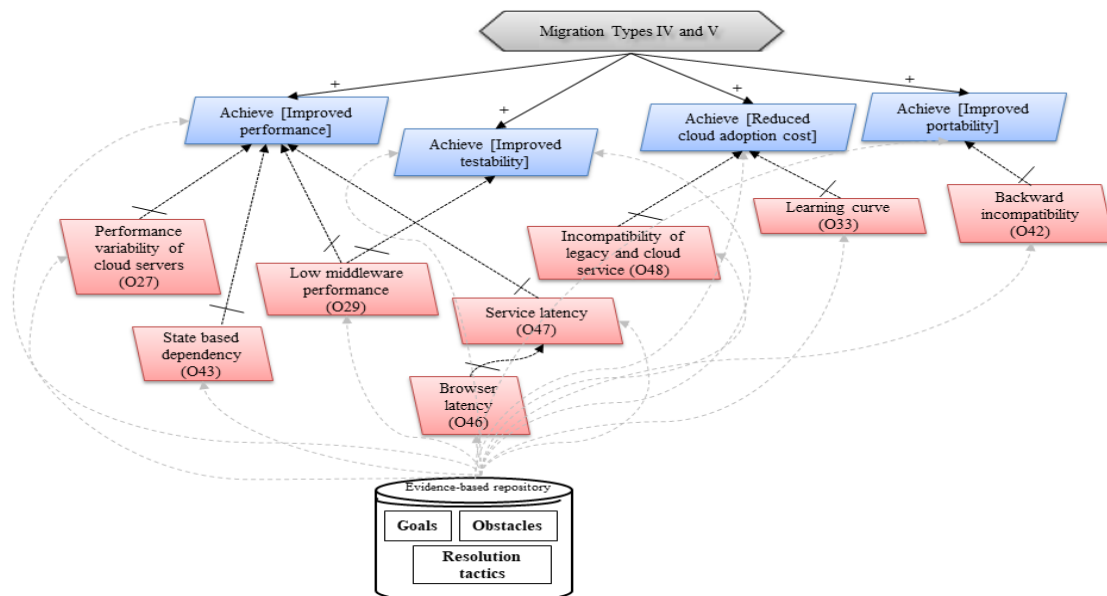 Migration Types IV and V
+
+
+
+
Achieve [Improved
performance]
Achieve [Improved
testability]
Achieve [Reduced
cloud adoption cost]
Achieve [Improved
portability]
Performance
variability of
cloud servers
(O27)
Low middleware
performance
(O29)
Incompatibility of
legacy and cloud
service (O48)
Learning curve
(O33)
Backward
incompatibility
(O42)
State based
dependency
(O43)
Service latency
(O47)
Browser
latency
(O46)
Evidence-based repository
Goals
Obstacles
Resolution
tactics